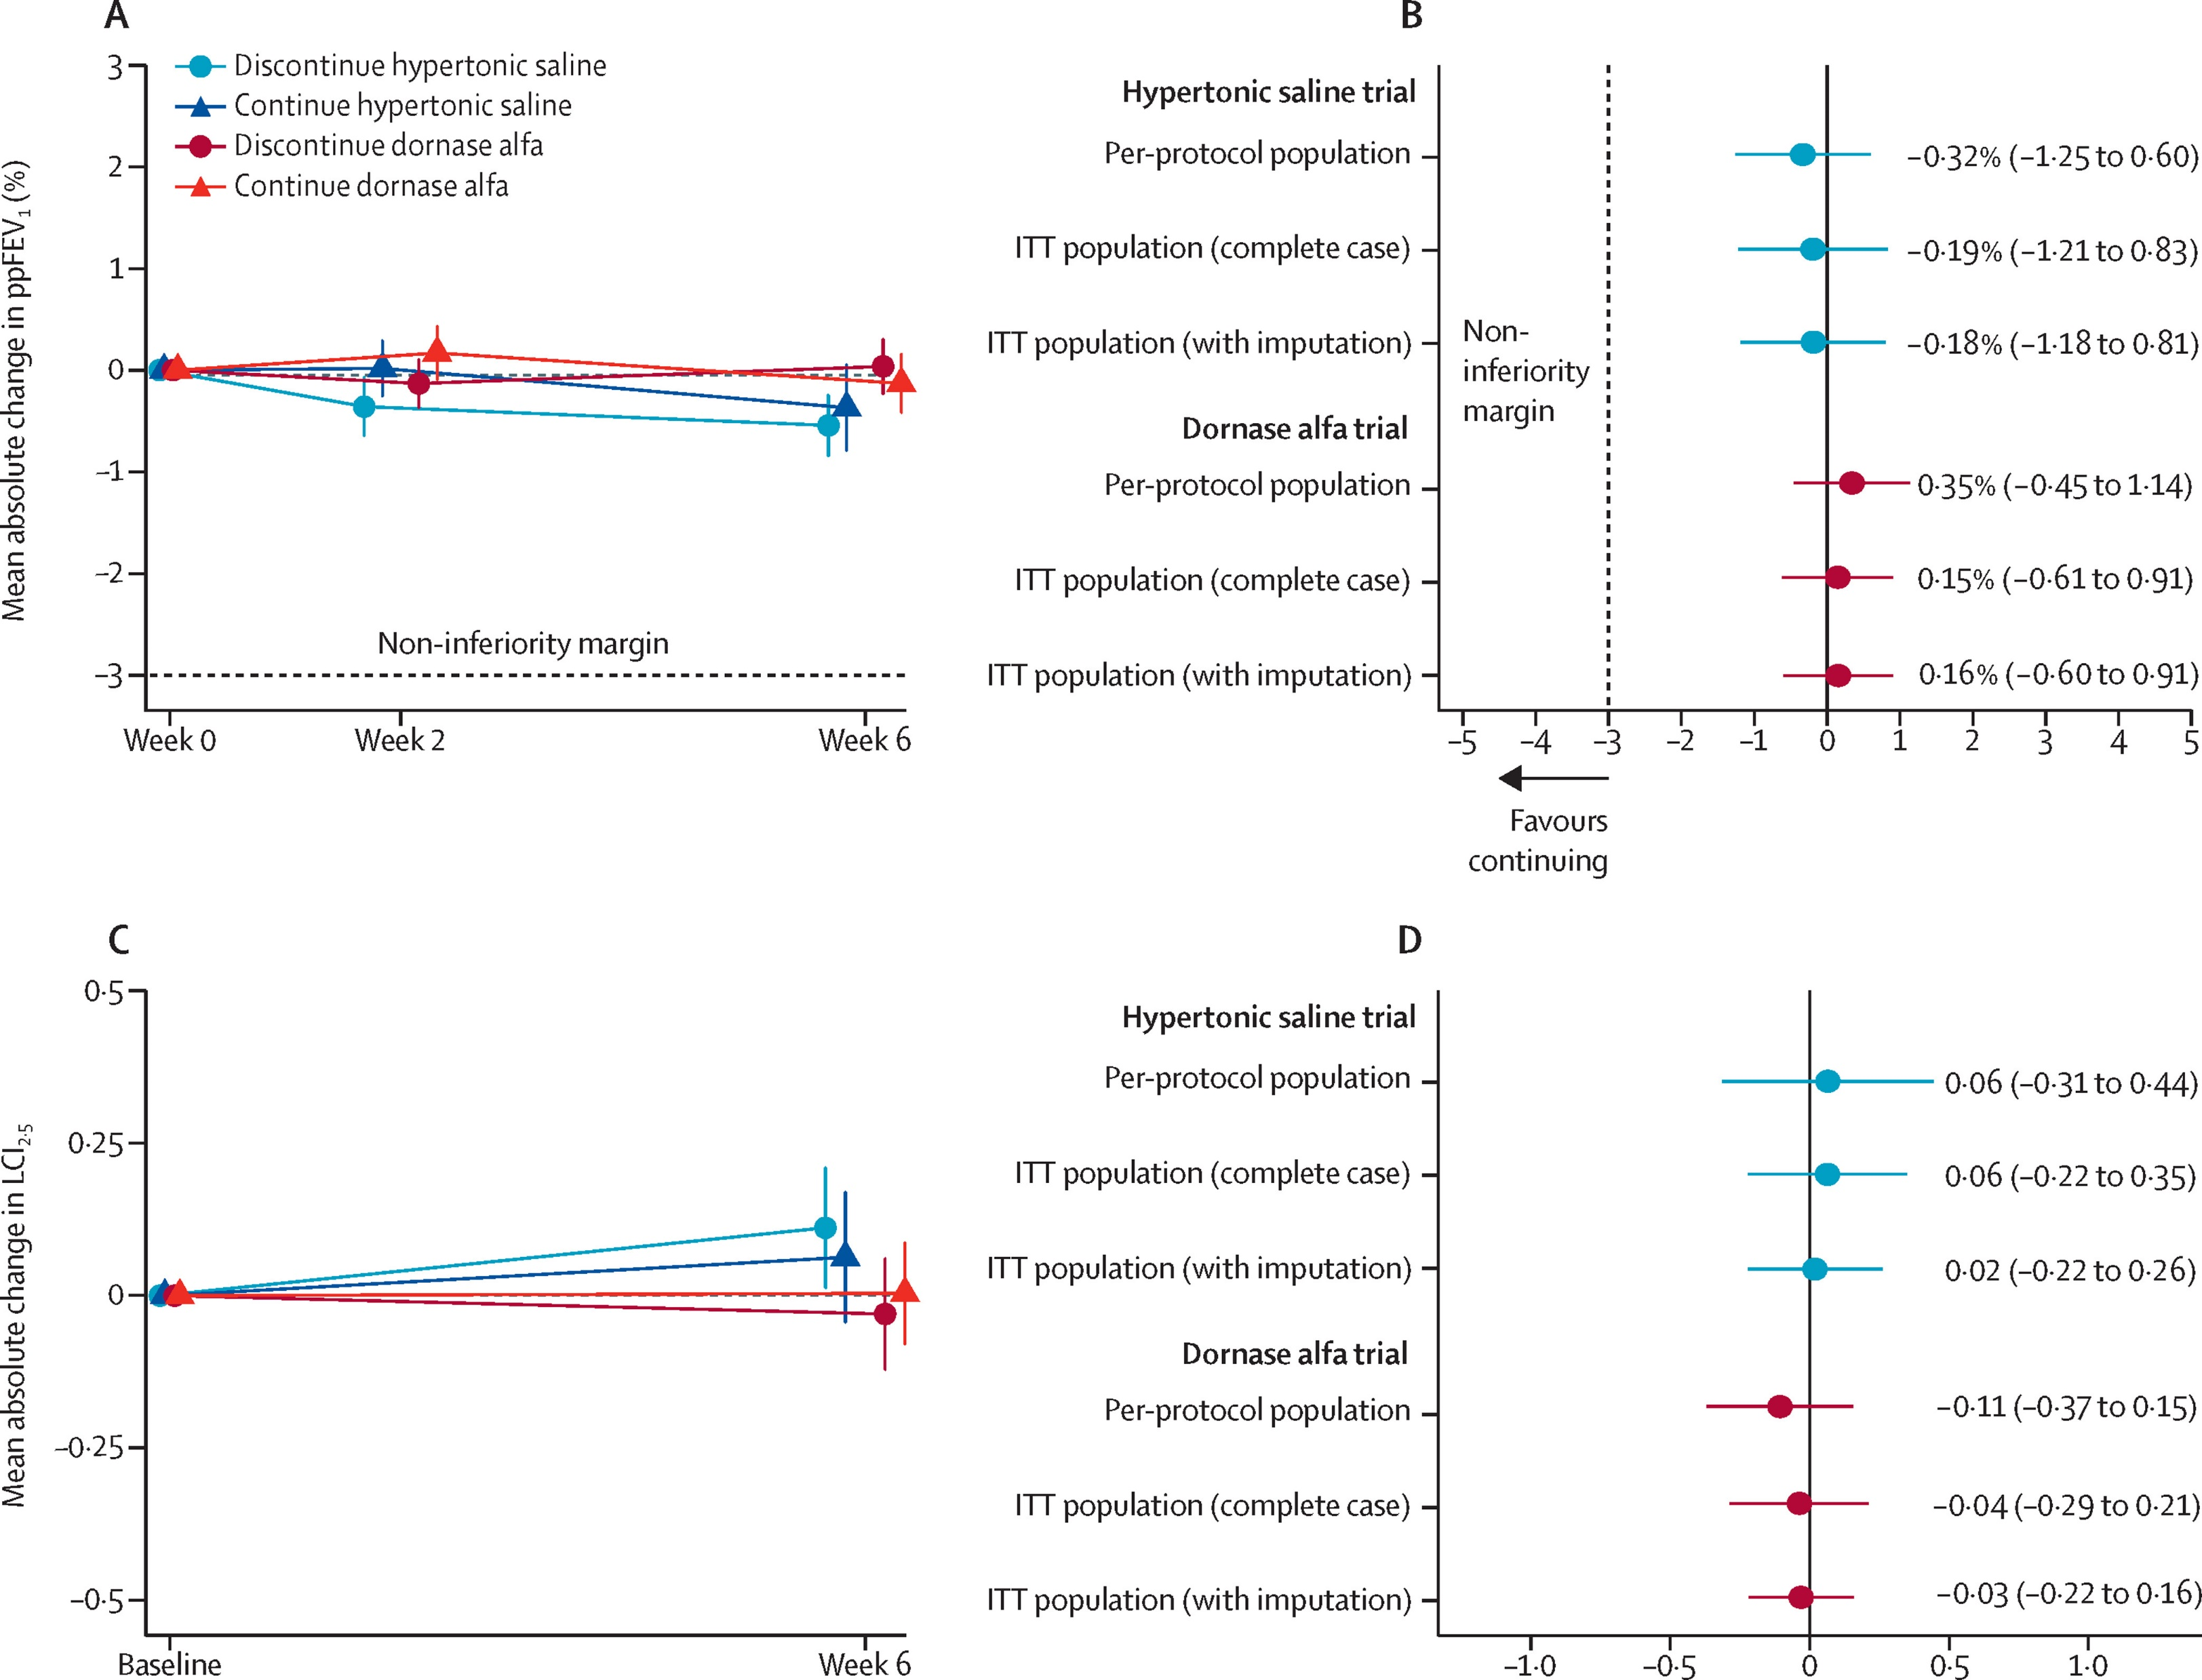 A
Mean absolute change in ppFEV1 (%)
3
2
1
0
–1
–2
–3
Discontinue hypertonic saline
Continue hypertonic saline
Discontinue dornase alfa
Continue dornase alfa
Non-inferiority margin
Week 0
Week 2
Week 6
B
Hypertonic saline trial
Per-protocol population
–0·32% (–1·25 to 0·60)
ITT population (complete case)
–0·19% (–1·21 to 0·83)
ITT population (with imputation)
–0·18% (–1·18 to 0·81)
Non-
inferiority
margin
Dornase alfa trial
Per-protocol population
0·35% (–0·45 to 1·14)
ITT population (complete case)
0·15% (–0·61 to 0·91)
ITT population (with imputation)
0·16% (–0·60 to 0·91)
–5 –4 –3 –2 –1 0 1 2 3 4 5
Favours
continuing
C
Mean absolute change in LCI2·5
0·5
0·25
0
–0·25
–0·5
Baseline
Week 6
D
Hypertonic saline trial
Per-protocol population
0·06 (–0·31 to 0·44)
ITT population (complete case)
0·06 (–0·22 to 0·35)
ITT population (with imputation)
0·02 (–0·22 to 0·26)
Dornase alfa trial
Per-protocol population
–0·11 (–0·37 to 0·15)
ITT population (complete case)
–0·04 (–0·29 to 0·21)
ITT population (with imputation)
–0·03 (–0·22 to 0·16)
–1·0 –0·5 0 0·5 1·0